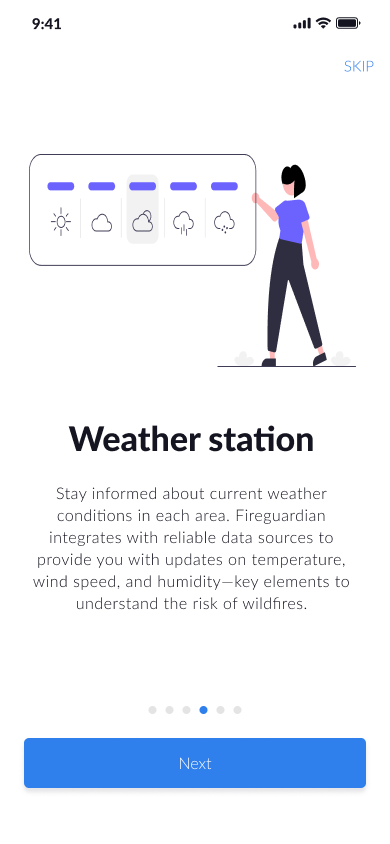 9:41
SKIP
Weather station
Stay informed about current weather
conditions in each area. Fireguardian
integrates with reliable data sources to
provide you with updates on temperature,
wind speed, and humidity—key elements to
understand the risk of wildfires.
Next